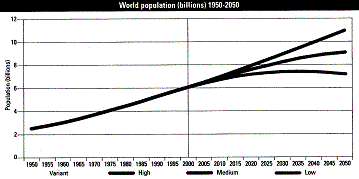 World population (billions) 1950-2050
Population (billions)
12
10
8
6
4
2
0
1950 1955 1960 1965 1970 1975 1980 1985 1990 1995 2000 2005 2010 2015 2020 2025 2030 2035 2040 2045 2050
Variant High Medium Low